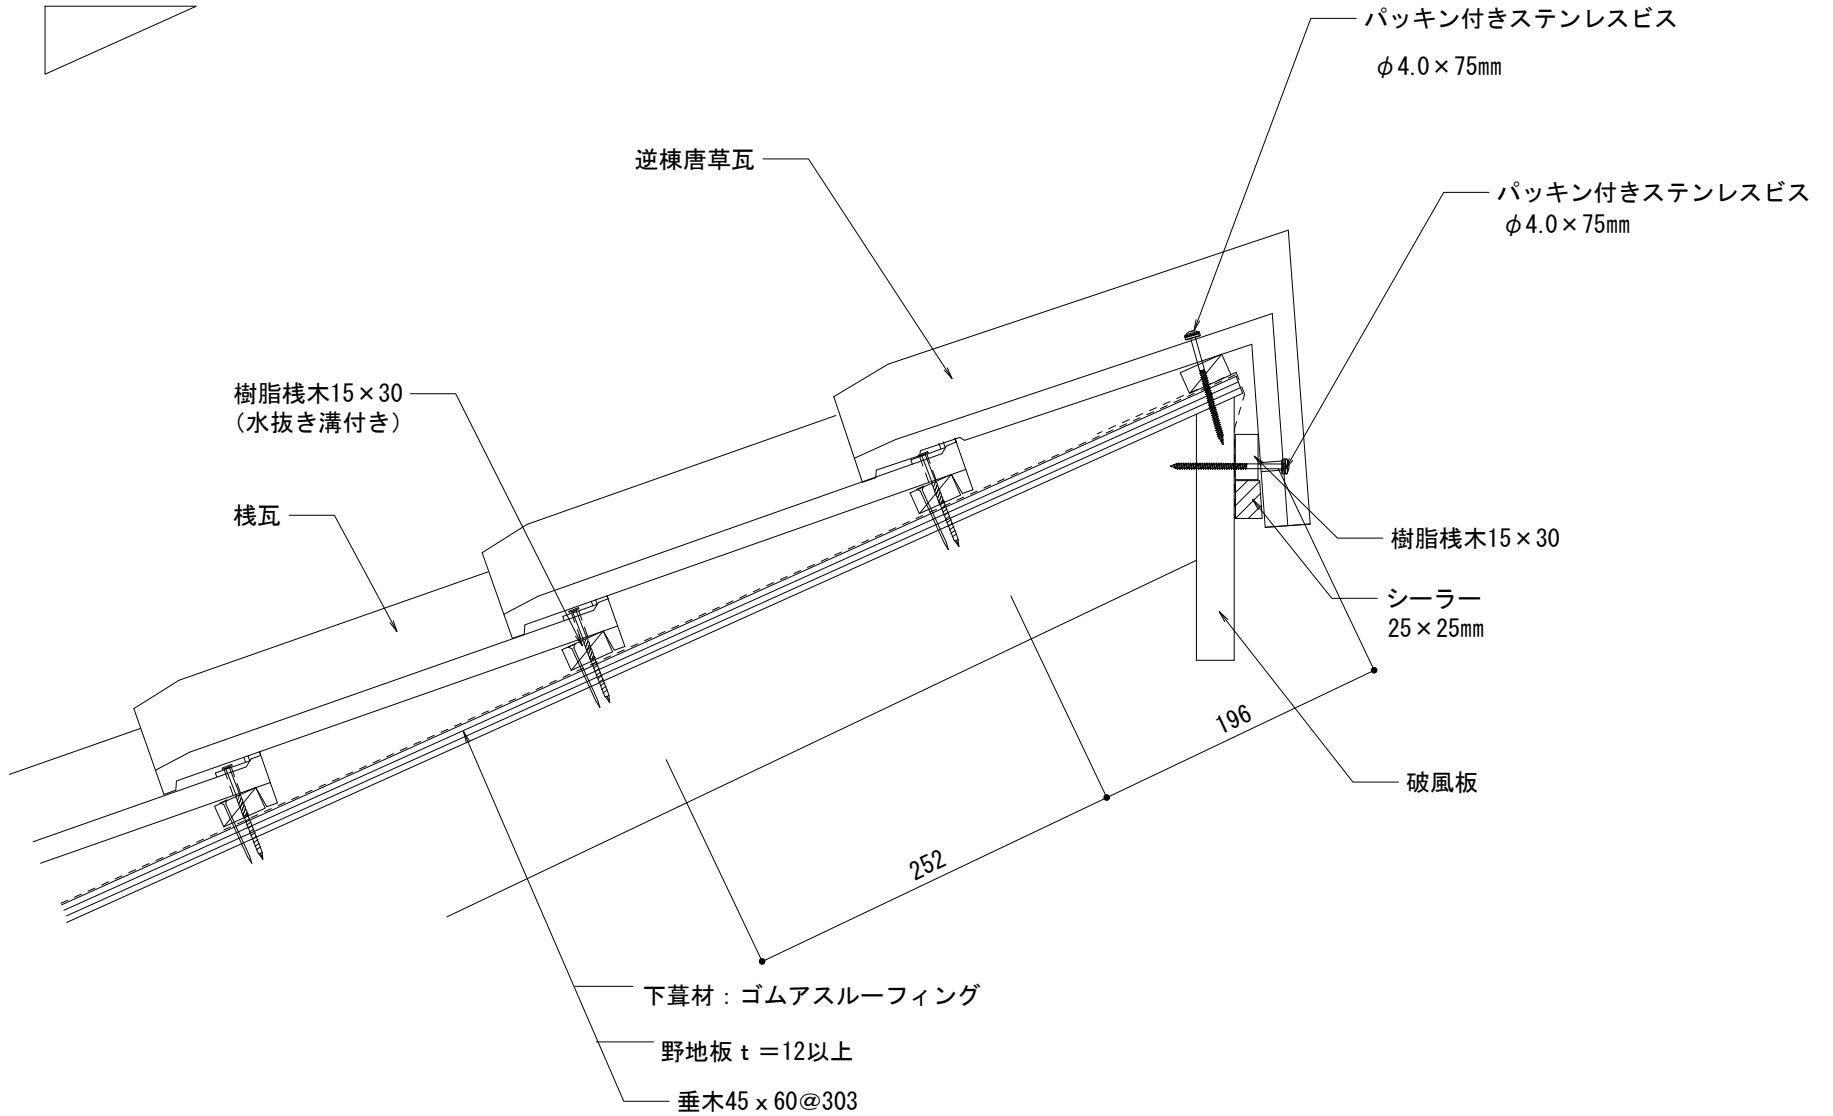 パッキン付きステンレスビス
φ4.0×75mm
逆棟唐草瓦
パッキン付きステンレスビス
φ4.0×75mm
樹脂桟木15×30
（水抜き溝付き）
桟瓦
樹脂桟木15×30
シーラー
25×25mm
196
破風板
252
下葺材：ゴムアスルーフィング
野地板ｔ＝12以上
垂木45ｘ60@303